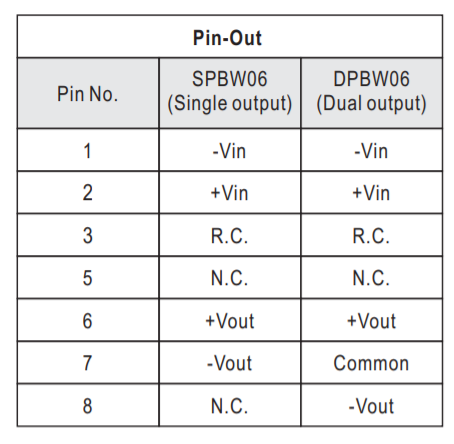 Pin-Out
Pin No. SPBW06 (Single output) DPBW06 (Dual output)
1 -Vin -Vin
2 +Vin +Vin
3 R.C. R.C.
5 N.C. N.C.
6 +Vout +Vout
7 -Vout Common
8 N.C. -Vout